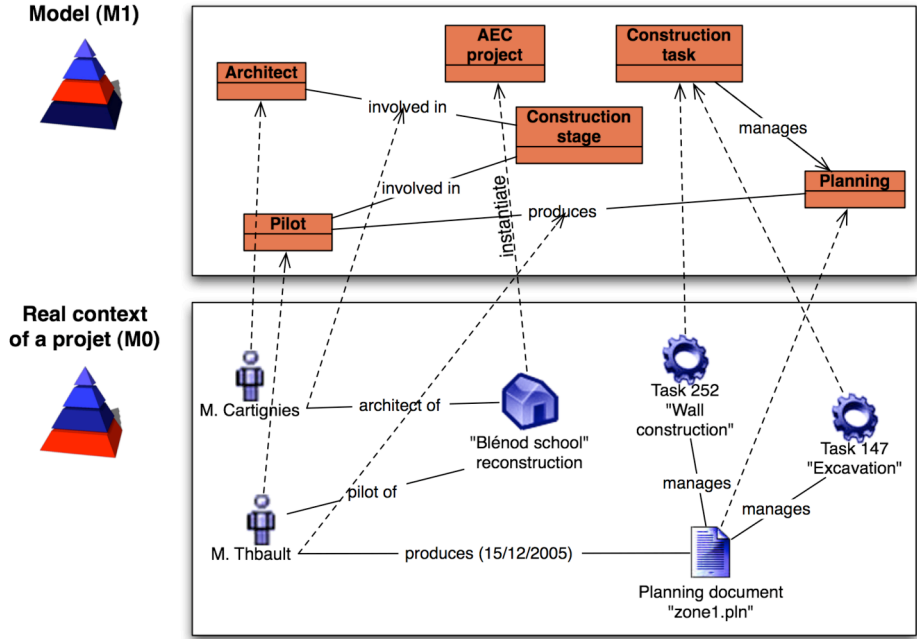 Model (M1)
Architect
AEC
project
Construction
task
involved in
Construction
stage
manages
involved in
Planning
Pilot
produces
instantiate
Real context
of a projet (M0)
M. Cartignies
architect of
"Blénod school"
reconstruction
Task 252
"Wall
construction"
Task 147
"Excavation"
pilot of
manages
manages
M. Thbault
produces (15/12/2005)
Planning document
"zone1.pln"